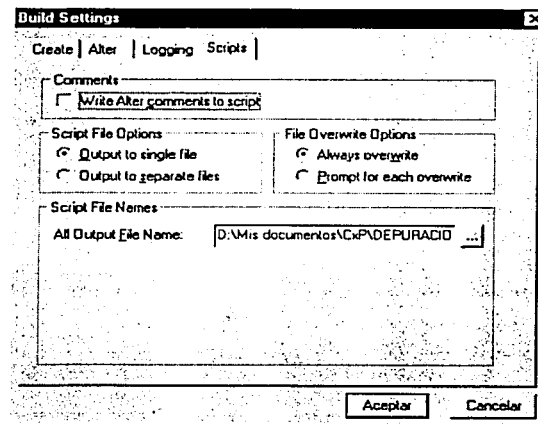 Build Settings
Create Alter Logging Scripts
Comments
Write Alter comments to script
Script File Options
Output to single file
Output to separate files
File Overwrite Options
Always overwrite
Prompt for each overwrite
Script File Names
All Output File Name: D:\Mis documentos\CxP\DEPURACIO ...
Aceptar Cancelar